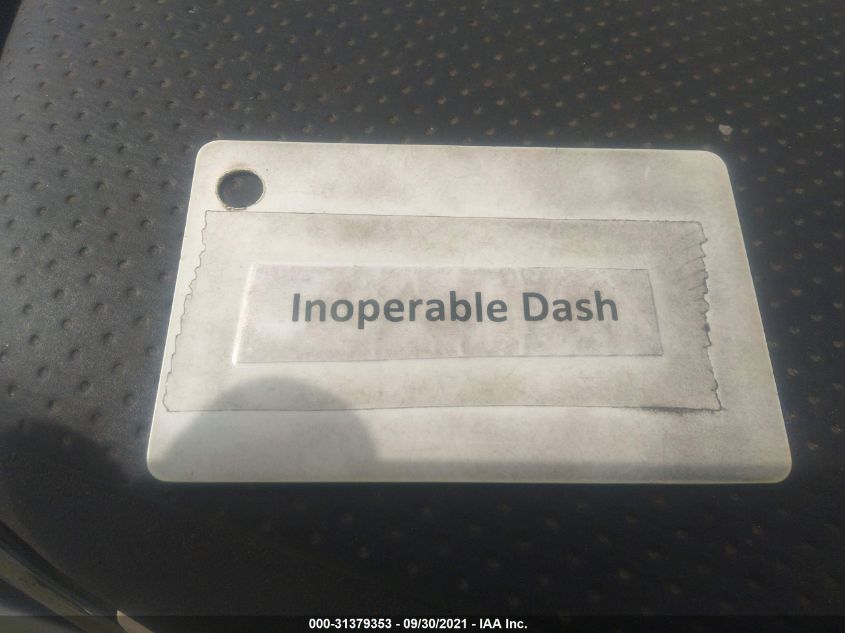 Inoperable Dash
000-31379353 - 09/30/2021 - IAA Inc.